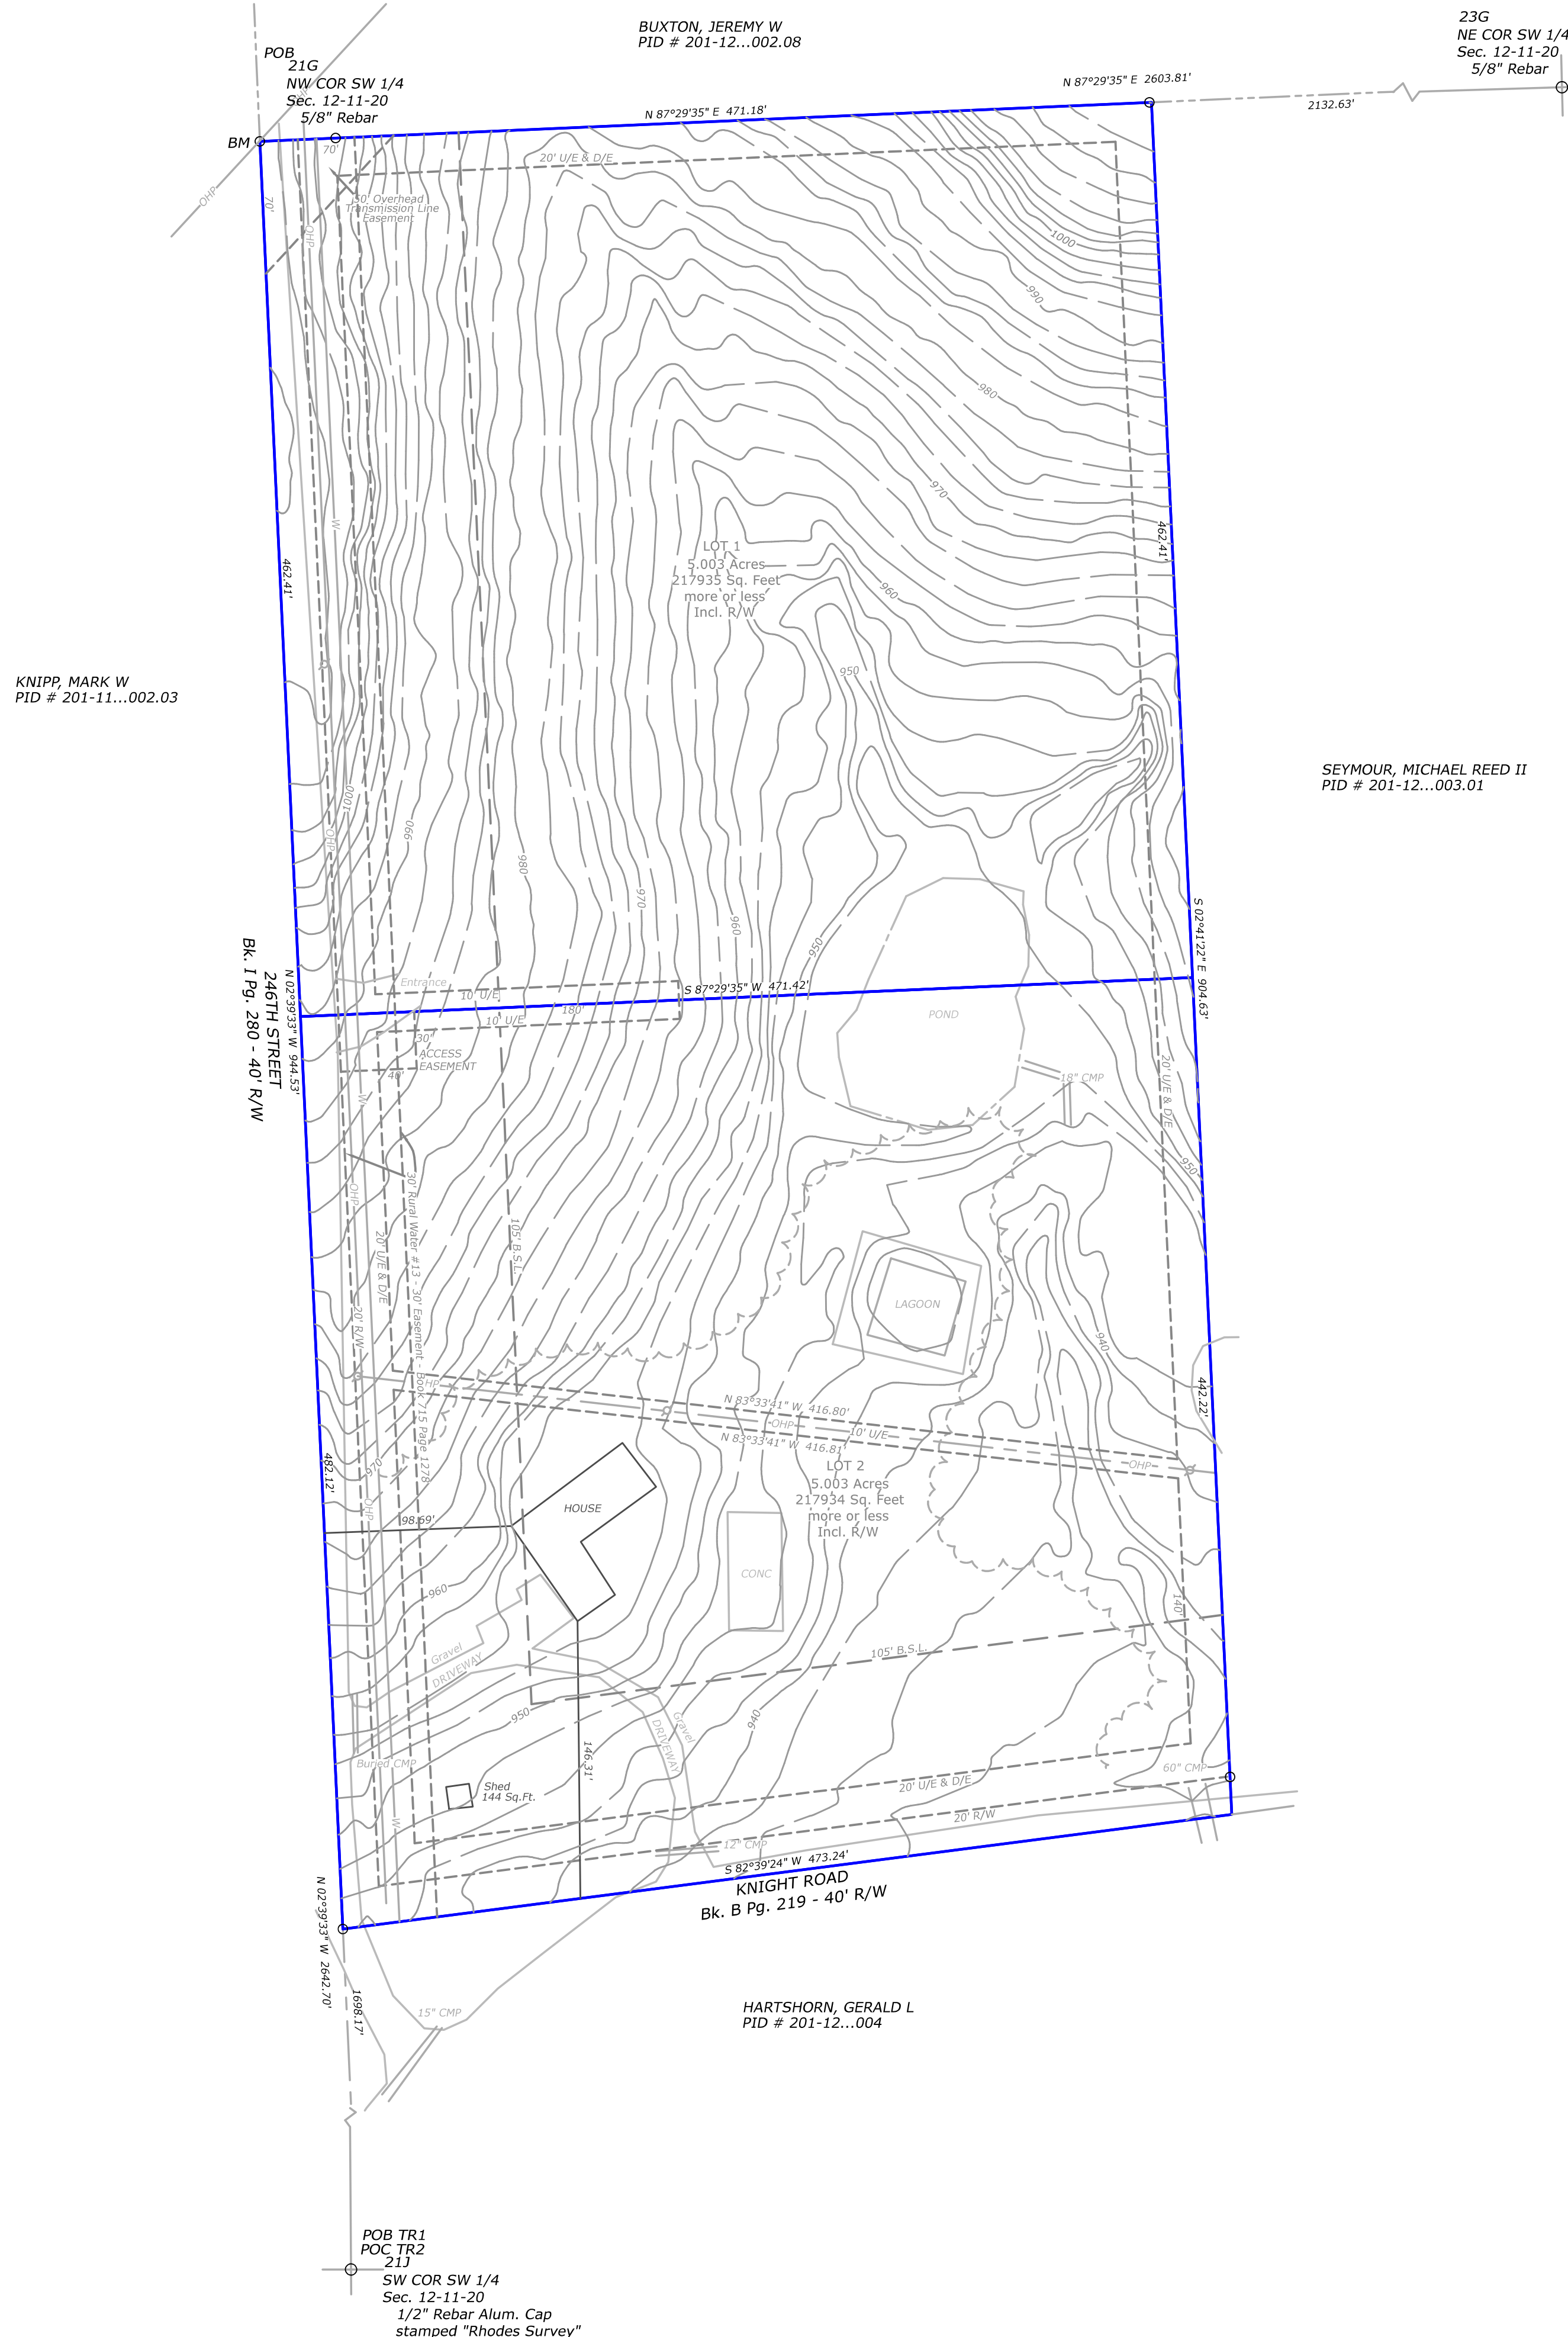 BUXTON, JEREMY W
PID # 201-12...002.08
23G
NE COR SW 1/4
Sec. 12-11-20
5/8" Rebar
POB
21G
NW COR SW 1/4
Sec. 12-11-20
5/8" Rebar
BM
OHP
N 87°29'35" E 471.18'
N 87°29'35" E 2603.81'
2132.63'
70'
70'
20' U/E & D/E
50' Overhead
Transmission Line
Easement
OHP
1000
990
980
970
960
950
W
462.41'
462.41'
LOT 1
5.003 Acres
217935 Sq. Feet
more or less
Incl. R/W
KNIPP, MARK W
PID # 201-11...002.03
SEYMOUR, MICHAEL REED II
PID # 201-12...003.01
1000
OHP
990
980
970
960
950
246TH STREET
Bk. I Pg. 280 - 40' R/W
N 02°39'33" W 944.53'
S 02°41'22" E 904.63'
Entrance
10' U/E
S 87°29'35" W 471.42'
180'
10' U/E
30'
ACCESS
EASEMENT
40'
POND
18" CMP
20' U/E & D/E
W
950
OHP
30' Rural Water #13 - 30' Easement - Book 715 Page 1278
105' B.S.L.
20' U/E & D/E
20' R/W
LAGOON
940
442.22'
OHP
N 83°33'41" W 416.80'
OHP
10' U/E
N 83°33'41" W 416.81'
OHP
LOT 2
5.003 Acres
217934 Sq. Feet
more or less
Incl. R/W
970
482.12'
OHP
98.69'
HOUSE
CONC
960
140'
Gravel
DRIVEWAY
105' B.S.L.
950
940
Gravel
DRIVEWAY
146.31'
Buried CMP
Shed
144 Sq.Ft.
W
20' U/E & D/E
60" CMP
20' R/W
12" CMP
S 82°39'24" W 473.24'
KNIGHT ROAD
Bk. B Pg. 219 - 40' R/W
N 02°39'33" W 2642.70'
1698.17'
15" CMP
HARTSHORN, GERALD L
PID # 201-12...004
POB TR1
POC TR2
21J
SW COR SW 1/4
Sec. 12-11-20
1/2" Rebar Alum. Cap
stamped "Rhodes Survey"